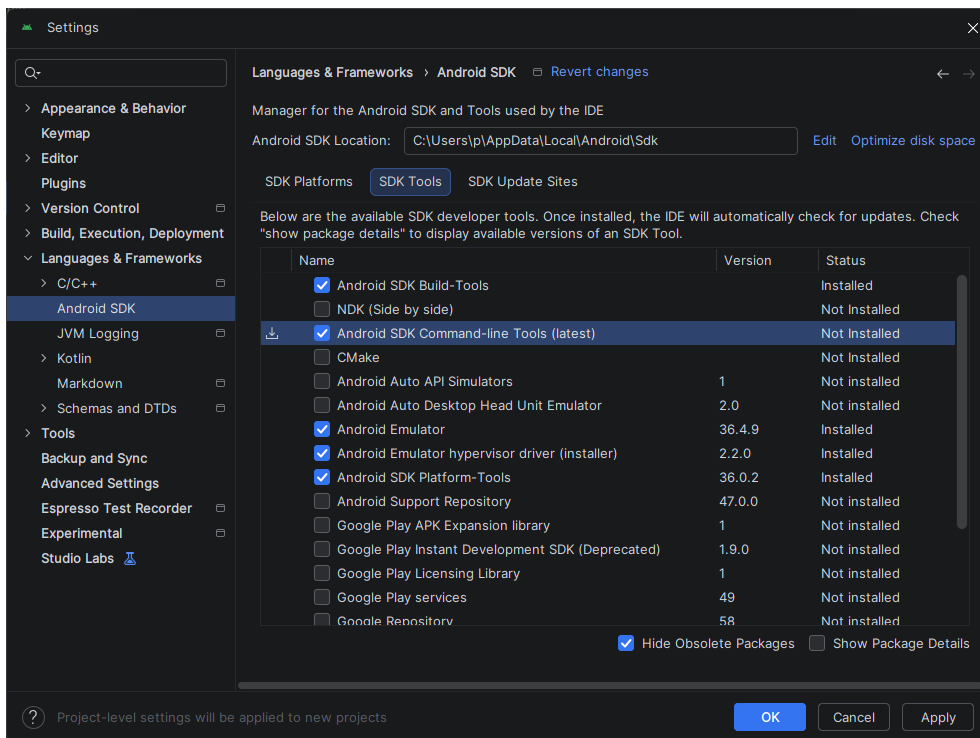 Settings
Languages & Frameworks › Android SDK Revert changes
Appearance & Behavior
Keymap
Editor
Plugins
Version Control
Build, Execution, Deployment
Languages & Frameworks
C/C++
Android SDK
JVM Logging
Kotlin
Markdown
Schemas and DTDs
Tools
Backup and Sync
Advanced Settings
Espresso Test Recorder
Experimental
Studio Labs
Manager for the Android SDK and Tools used by the IDE
Android SDK Location: C:\Users\p\AppData\Local\Android\Sdk Edit Optimize disk space
SDK Platforms SDK Tools SDK Update Sites
Below are the available SDK developer tools. Once installed, the IDE will automatically check for updates. Check
"show package details" to display available versions of an SDK Tool.
Name Version Status
Android SDK Build-Tools Installed
NDK (Side by side) Not Installed
Android SDK Command-line Tools (latest) Not Installed
CMake Not Installed
Android Auto API Simulators 1 Not installed
Android Auto Desktop Head Unit Emulator 2.0 Not installed
Android Emulator 36.4.9 Installed
Android Emulator hypervisor driver (installer) 2.2.0 Installed
Android SDK Platform-Tools 36.0.2 Installed
Android Support Repository 47.0.0 Not installed
Google Play APK Expansion library 1 Not installed
Google Play Instant Development SDK (Deprecated) 1.9.0 Not installed
Google Play Licensing Library 1 Not installed
Google Play services 49 Not installed
Google Repository 58 Not installed
Hide Obsolete Packages Show Package Details
? Project-level settings will be applied to new projects
OK Cancel Apply